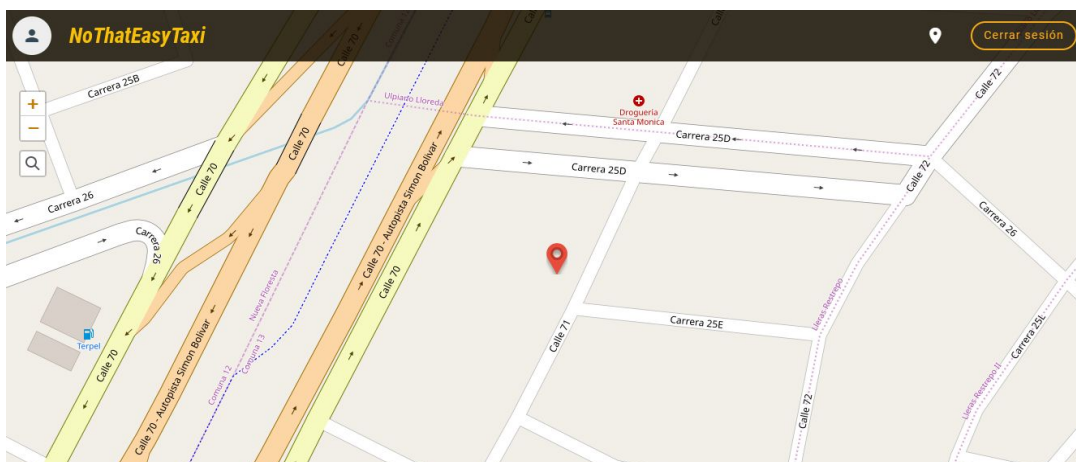 NoThatEasyTaxi
Cerrar sesión
Carrera 25B
+
−
Calle 70
Calle 70
Calle 70
Ulpiano Lloreda
Drogueria
Santa Monica
Carrera 25D
Calle 72
Carrera 25D
Calle 72
Calle 70
Carrera 26
Calle 70 - Autopista Simon Bolivar
Carrera 26
Carrera 26
Nueva Floresta
Calle 70
Lleras Restrepo
Carrera 25E
Carrera 25L
Terpel
Calle 71
Comuna 12
Comuna 13
Calle 70
Calle 70 - Autopista Simon Bolivar
Calle 72
Lleras Restrepo II